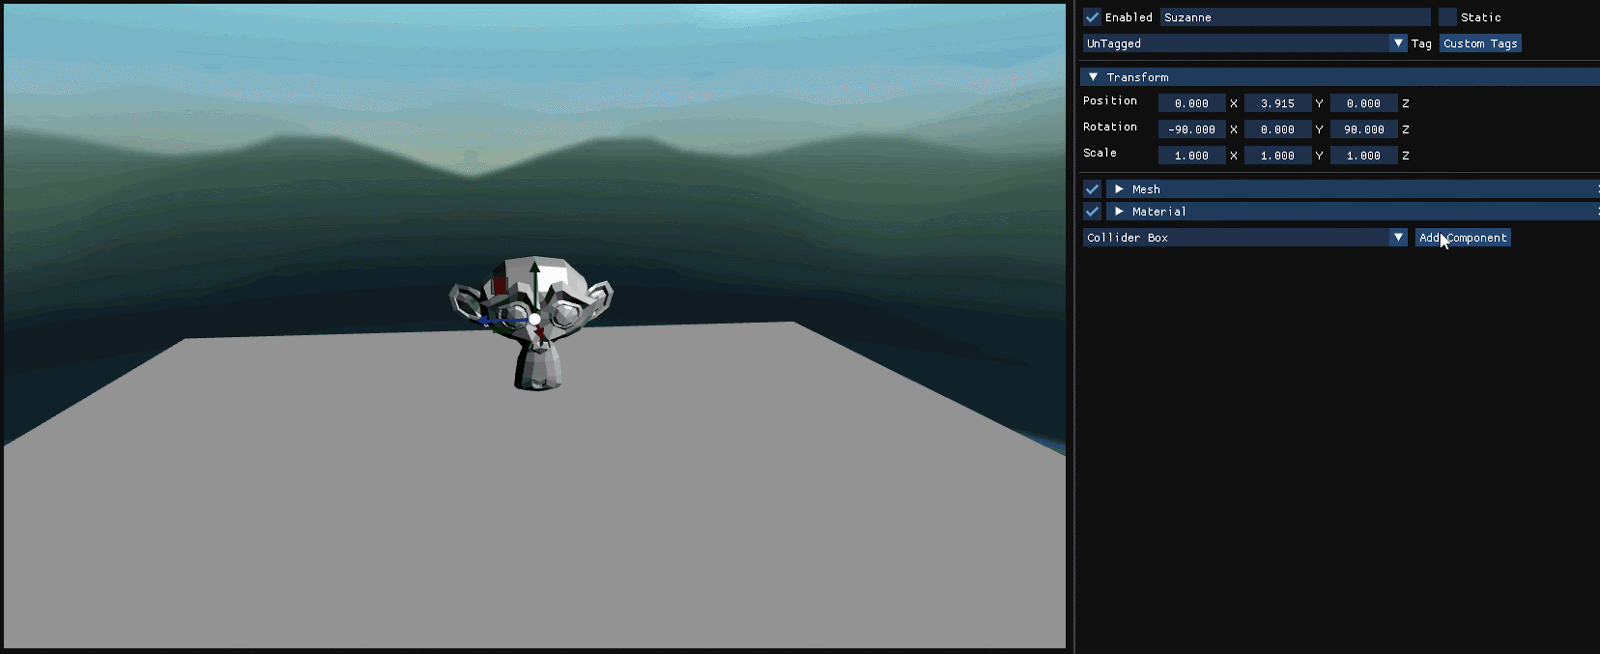 Enabled Suzanne Static
UnTagged Tag Custom Tags
Transform
Position 0.000 X 3.915 Y 0.000 Z
Rotation -90.000 X 0.000 Y 90.000 Z
Scale 1.000 X 1.000 Y 1.000 Z
Mesh
Material
Collider Box Add Component